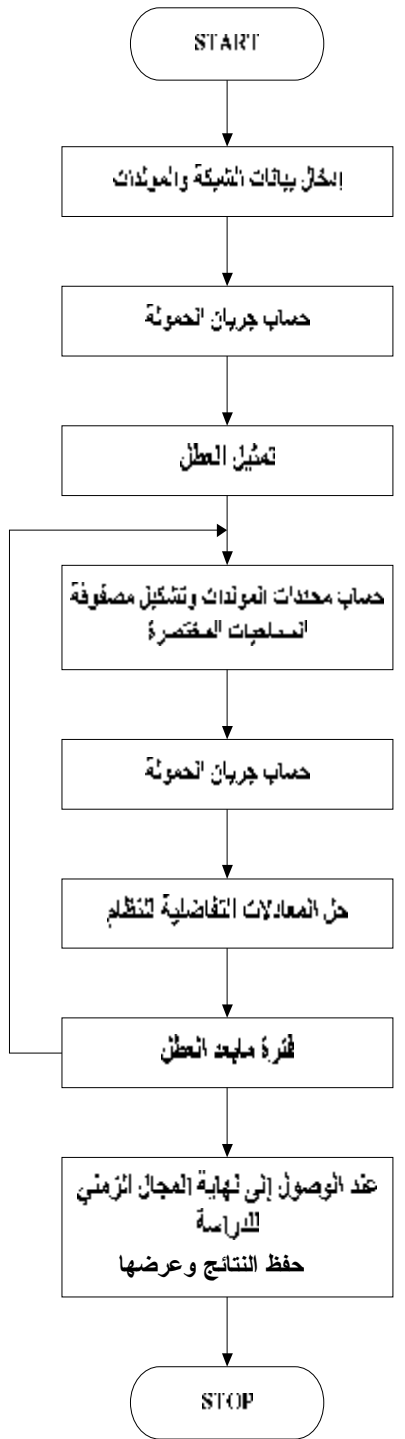 START
إدخال بيانات الشبكة والمولدات
حساب جريان الحمولة
تمثيل العطل
حساب محددات المولدات وتشكيل مصفوفة
السماحيات المختصرة
حساب جريان الحمولة
حل المعادلات التفاضلية للنظام
فترة مابعد العطل
عند الوصول إلى نهاية المجال الزمني
للدراسة
حفظ النتائج وعرضها
STOP